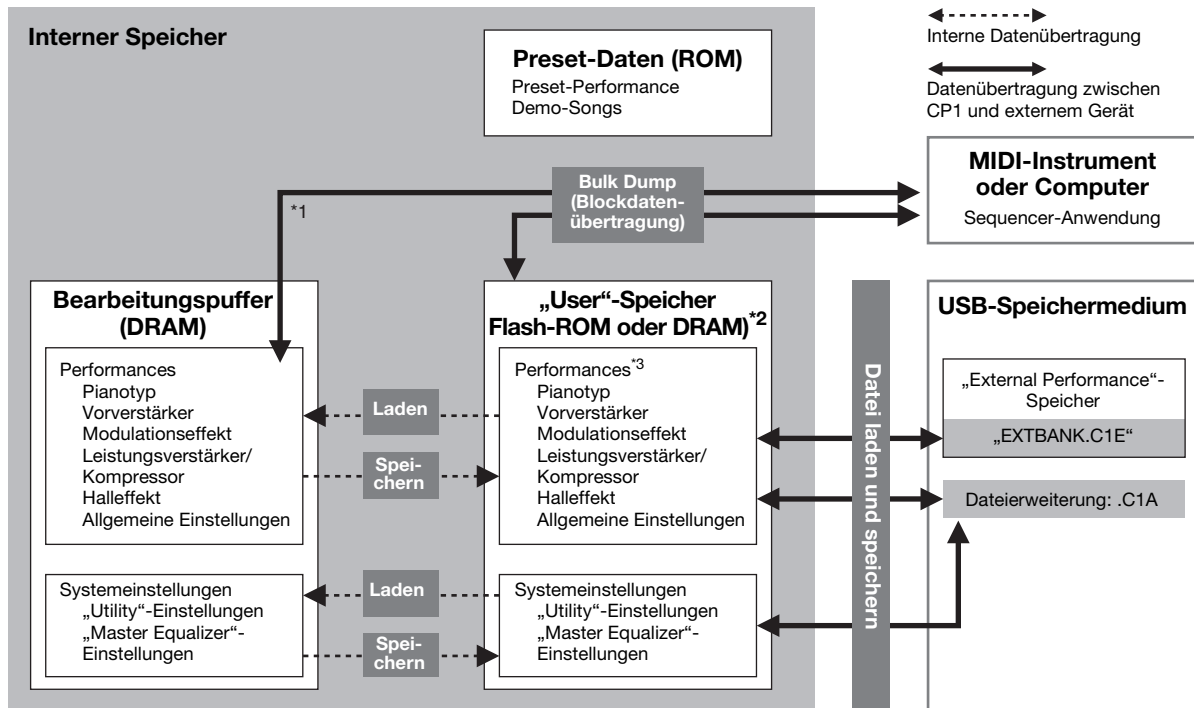 Interner Speicher
Preset-Daten (ROM)
Preset-Performance
Demo-Songs
Interne Datenübertragung
Datenübertragung zwischen
CP1 und externem Gerät
MIDI-Instrument
oder Computer
Sequencer-Anwendung
Bulk Dump
(Blockdaten-
übertragung)
*1
Bearbeitungspuffer
(DRAM)
Performances
Pianotyp
Vorverstärker
Modulationseffekt
Leistungsverstärker/
Kompressor
Halleffekt
Allgemeine Einstellungen
Systemeinstellungen
„Utility“-Einstellungen
„Master Equalizer“-
Einstellungen
Laden
Spei-
chern
Laden
Spei-
chern
„User“-Speicher
Flash-ROM oder DRAM)*2
Performances*3
Pianotyp
Vorverstärker
Modulationseffekt
Leistungsverstärker/
Kompressor
Halleffekt
Allgemeine Einstellungen
Systemeinstellungen
„Utility“-Einstellungen
„Master Equalizer“-
Einstellungen
Datei laden und speichern
USB-Speichermedium
„External Performance“-
Speicher
„EXTBANK.C1E“
Dateierweiterung: .C1A